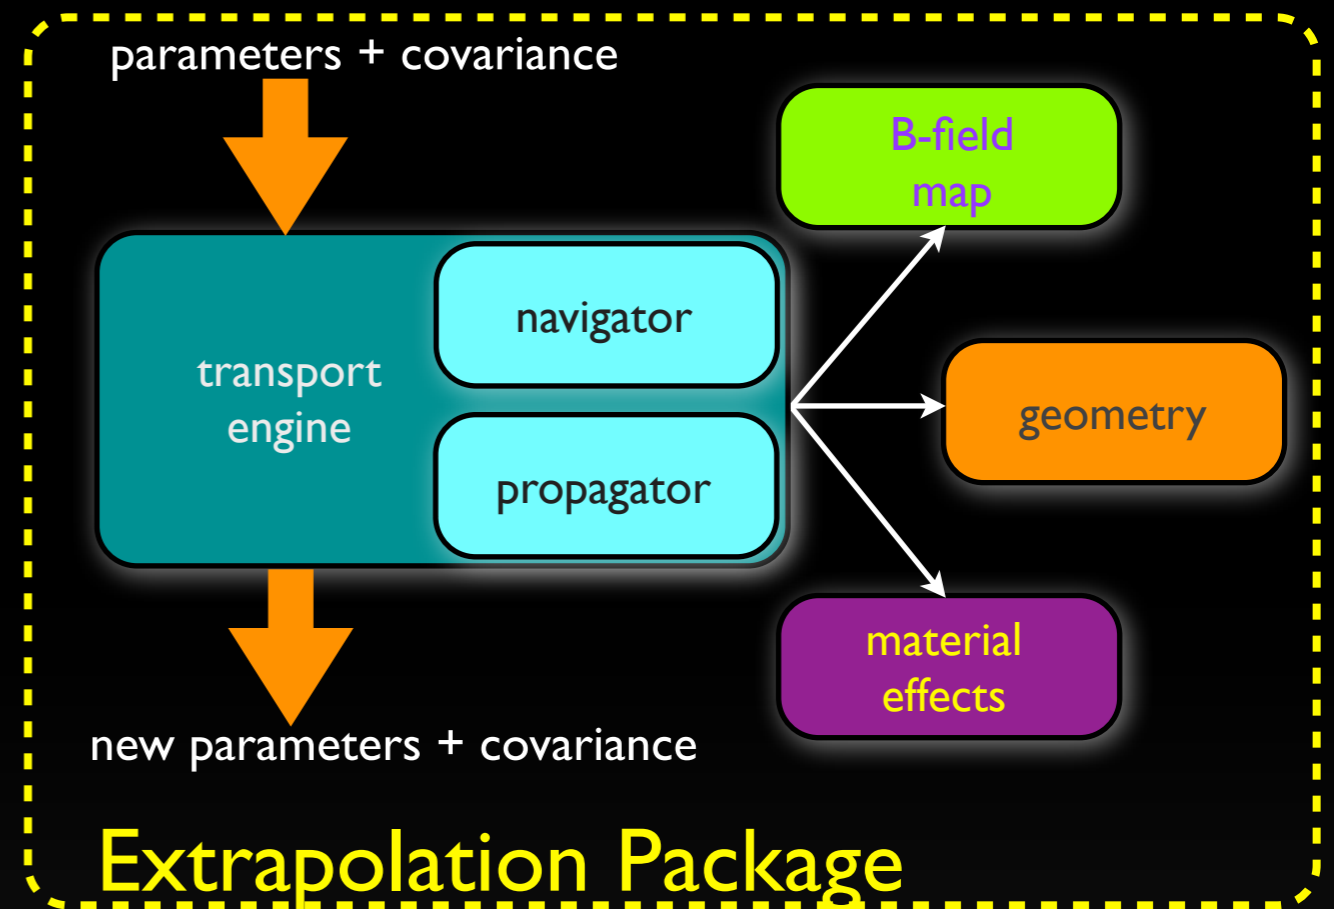 parameters + covariance
B-field
map
navigator
transport
engine
geometry
propagator
material
effects
new parameters + covariance
Extrapolation Package